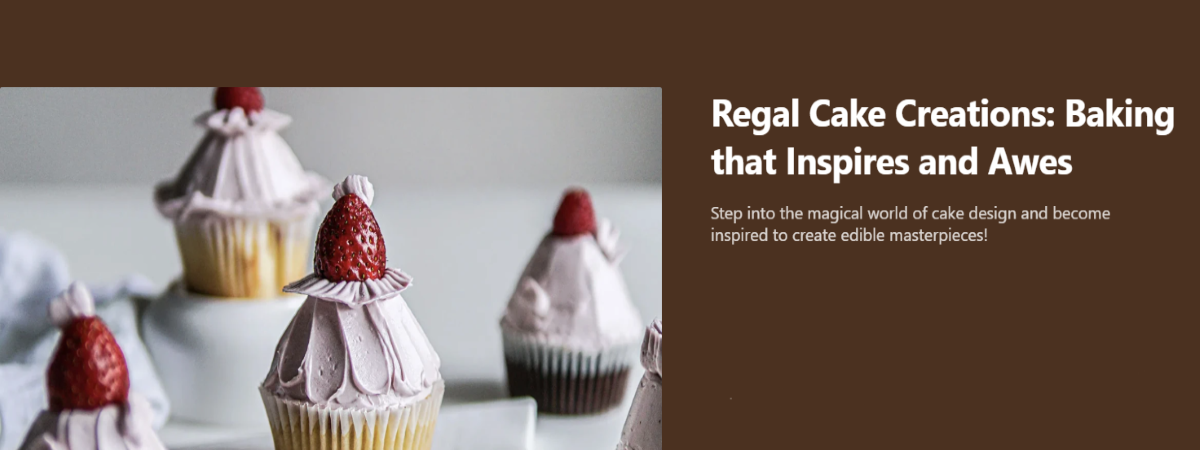 Regal Cake Creations: Baking
that Inspires and Awes
Step into the magical world of cake design and become
inspired to create edible masterpieces!